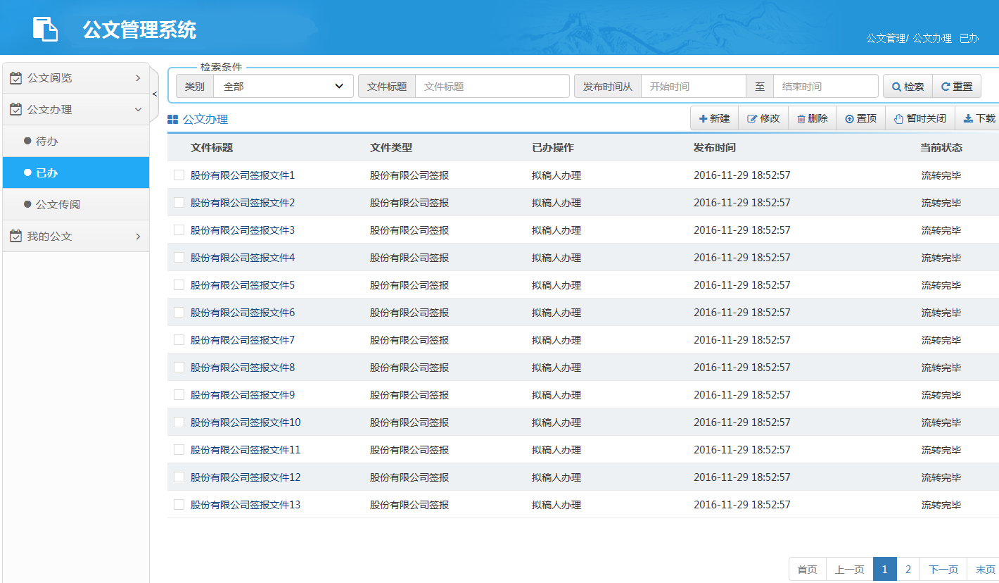 公文管理系统
公文管理/ 公文办理 已办
公文阅览
公文办理
待办
已办
公文传阅
我的公文
<
检索条件
类别 全部 文件标题 文件标题 发布时间从 开始时间 至 结束时间 检索 重置
公文办理 新建 修改 删除 置顶 暂时关闭 下载
文件标题 文件类型 已办操作 发布时间 当前状态
股份有限公司签报文件1 股份有限公司签报 拟稿人办理 2016-11-29 18:52:57 流转完毕
股份有限公司签报文件2 股份有限公司签报 拟稿人办理 2016-11-29 18:52:57 流转完毕
股份有限公司签报文件3 股份有限公司签报 拟稿人办理 2016-11-29 18:52:57 流转完毕
股份有限公司签报文件4 股份有限公司签报 拟稿人办理 2016-11-29 18:52:57 流转完毕
股份有限公司签报文件5 股份有限公司签报 拟稿人办理 2016-11-29 18:52:57 流转完毕
股份有限公司签报文件6 股份有限公司签报 拟稿人办理 2016-11-29 18:52:57 流转完毕
股份有限公司签报文件7 股份有限公司签报 拟稿人办理 2016-11-29 18:52:57 流转完毕
股份有限公司签报文件8 股份有限公司签报 拟稿人办理 2016-11-29 18:52:57 流转完毕
股份有限公司签报文件9 股份有限公司签报 拟稿人办理 2016-11-29 18:52:57 流转完毕
股份有限公司签报文件10 股份有限公司签报 拟稿人办理 2016-11-29 18:52:57 流转完毕
股份有限公司签报文件11 股份有限公司签报 拟稿人办理 2016-11-29 18:52:57 流转完毕
股份有限公司签报文件12 股份有限公司签报 拟稿人办理 2016-11-29 18:52:57 流转完毕
股份有限公司签报文件13 股份有限公司签报 拟稿人办理 2016-11-29 18:52:57 流转完毕
首页 上一页 1 2 下一页 末页